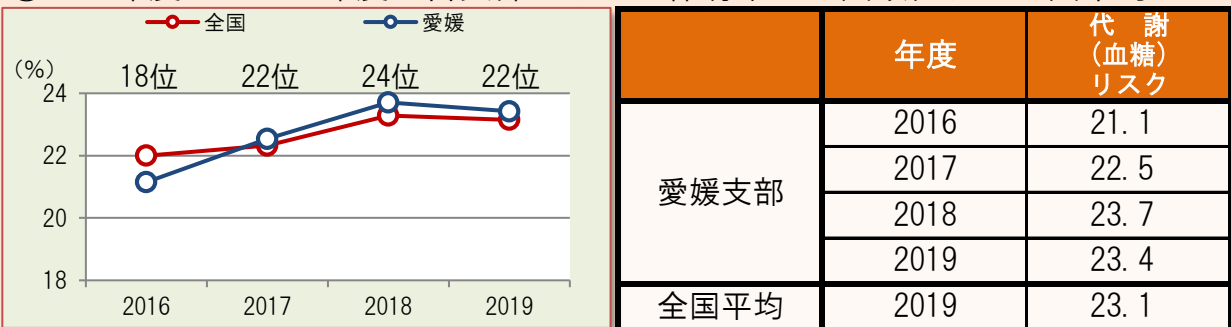 全国 愛媛
(%) 18位 22位 24位 22位
24
22
20
18
2016 2017 2018 2019
年度 代 謝
(血糖)
リスク
愛媛支部 2016 21.1
2017 22.5
2018 23.7
2019 23.4
全国平均 2019 23.1